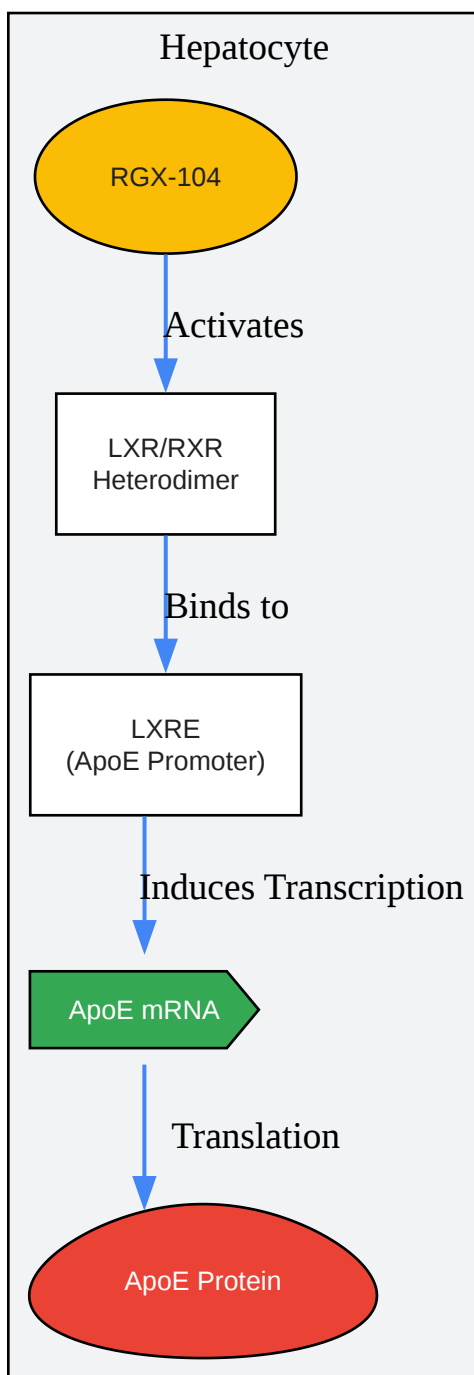 Hepatocyte
RGX-104
Activates
LXR/RXR
Heterodimer
Binds to
LXRE
(ApoE Promoter)
Induces Transcription
ApoE mRNA
Translation
ApoE Protein